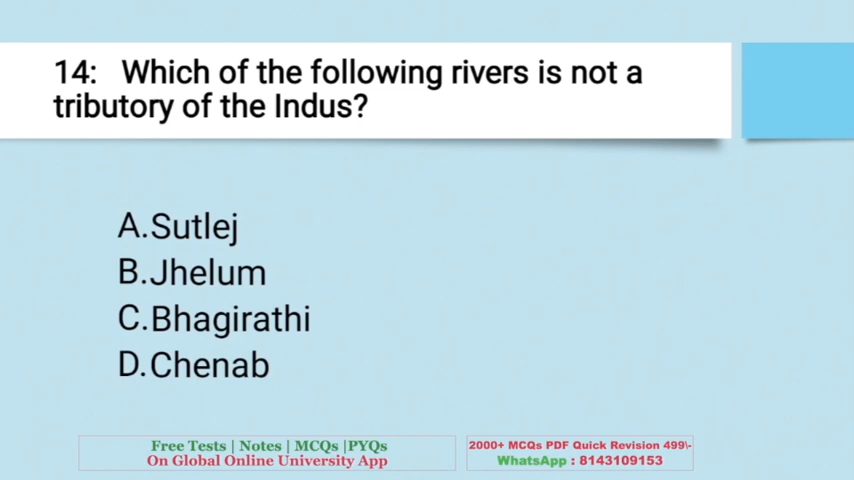 14: Which of the following rivers is not a
tributory of the Indus?
A.Sutlej
B.Jhelum
C.Bhagirathi
D.Chenab
Free Tests | Notes | MCQs |PYQs
On Global Online University App
2000+ MCQs PDF Quick Revision 499\-
WhatsApp : 8143109153